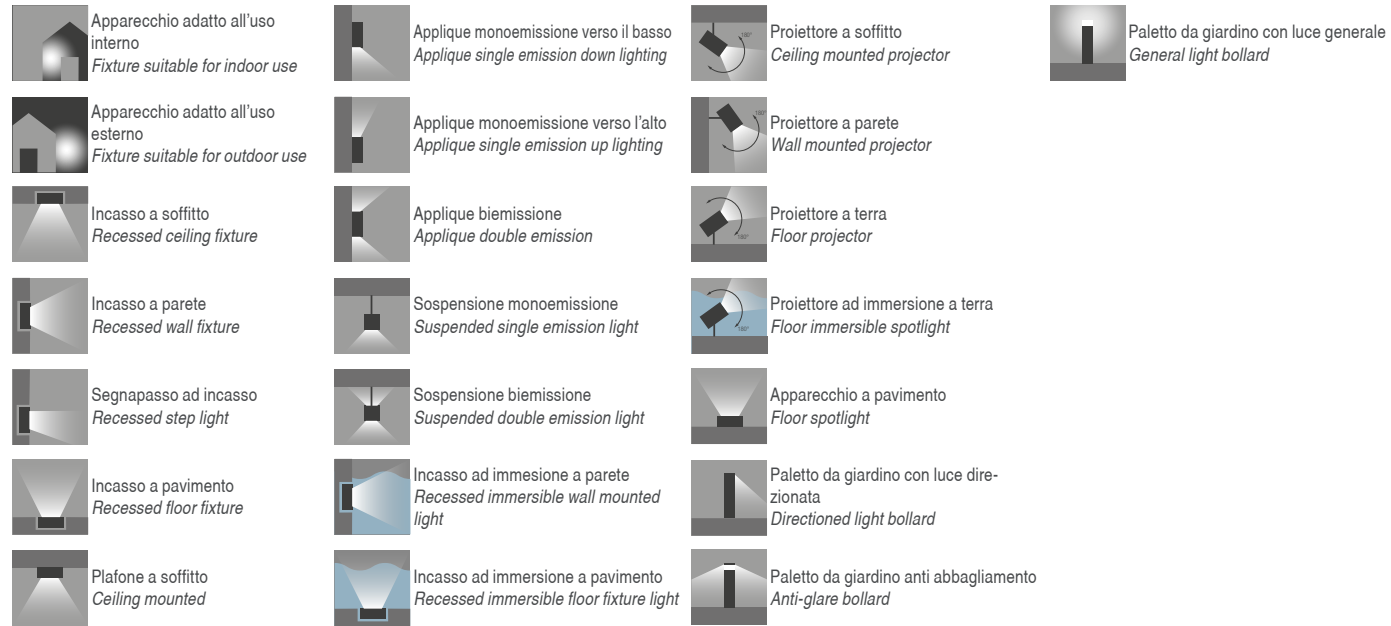 Apparecchio adatto all'uso
interno
Fixture suitable for indoor use
Apparecchio adatto all'uso
esterno
Fixture suitable for outdoor use
Incasso a soffitto
Recessed ceiling fixture
Incasso a parete
Recessed wall fixture
Segnapasso ad incasso
Recessed step light
Incasso a pavimento
Recessed floor fixture
Plafone a soffitto
Ceiling mounted
Applique monoemissione verso il basso
Applique single emission down lighting
Applique monoemissione verso l'alto
Applique single emission up lighting
Applique biemissione
Applique double emission
Sospensione monoemissione
Suspended single emission light
Sospensione biemissione
Suspended double emission light
Incasso ad immesione a parete
Recessed immersible wall mounted
light
Incasso ad immersione a pavimento
Recessed immersible floor fixture light
180°
Proiettore a soffitto
Ceiling mounted projector
180°
Proiettore a parete
Wall mounted projector
180°
Proiettore a terra
Floor projector
180°
Proiettore ad immersione a terra
Floor immersible spotlight
Apparecchio a pavimento
Floor spotlight
Paletto da giardino con luce dire-
zionata
Directioned light bollard
Paletto da giardino anti abbagliamento
Anti-glare bollard
Paletto da giardino con luce generale
General light bollard